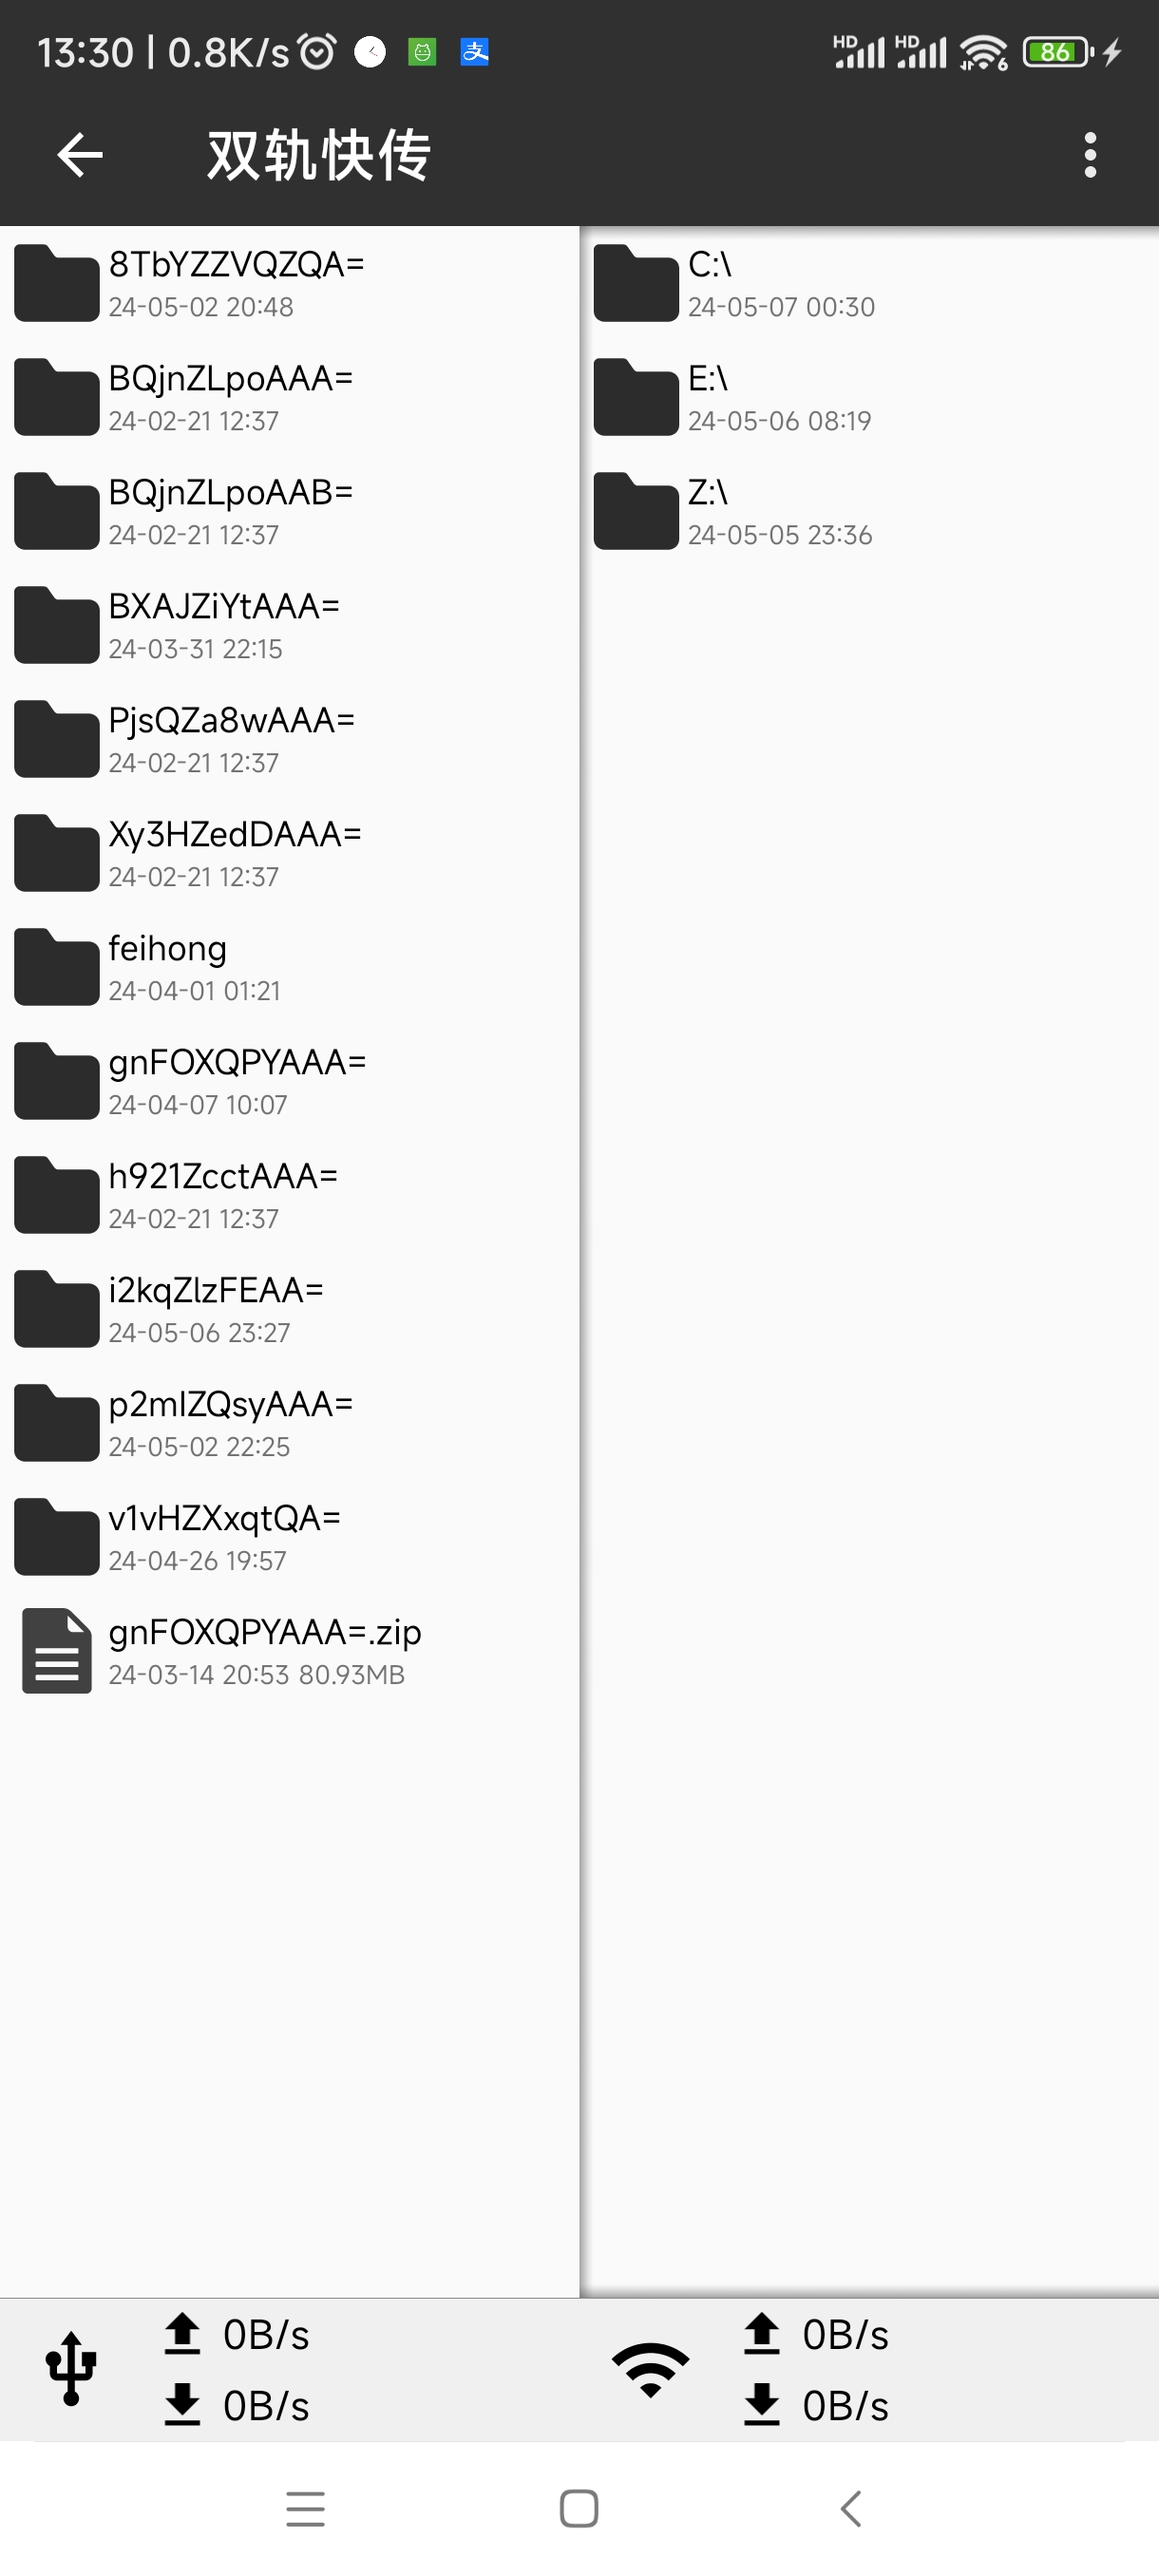 13:30 | 0.8K/s
支
HD
HD
6
86
双轨快传
8TbYZZVQZQA=
24-05-02 20:48
BQjnZLpoAAA=
24-02-21 12:37
BQjnZLpoAAB=
24-02-21 12:37
BXAJZiYtAAA=
24-03-31 22:15
PjsQZa8wAAA=
24-02-21 12:37
Xy3HZedDAAA=
24-02-21 12:37
feihong
24-04-01 01:21
gnFOXQPYAAA=
24-04-07 10:07
h921ZcctAAA=
24-02-21 12:37
i2kqZlzFEAA=
24-05-06 23:27
p2mIZQsyAAA=
24-05-02 22:25
v1vHZXxqtQA=
24-04-26 19:57
gnFOXQPYAAA=.zip
24-03-14 20:53 80.93MB
C:\
24-05-07 00:30
E:\
24-05-06 08:19
Z:\
24-05-05 23:36
0B/s
0B/s
0B/s
0B/s